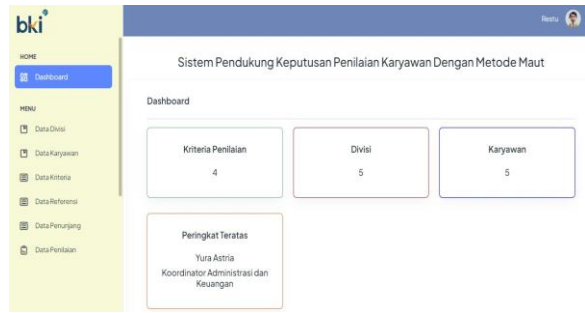 bki
Restu
HOME
Dashboard
MENU
Data Divisi
Data Karyawan
Data Kriteria
Data Referensi
Data Penunjang
Data Penilaian
Sistem Pendukung Keputusan Penilaian Karyawan Dengan Metode Maut
Dashboard
Kriteria Penilaian
4
Divisi
5
Karyawan
5
Peringkat Teratas
Yura Astria
Koordinator Administrasi dan
Keuangan